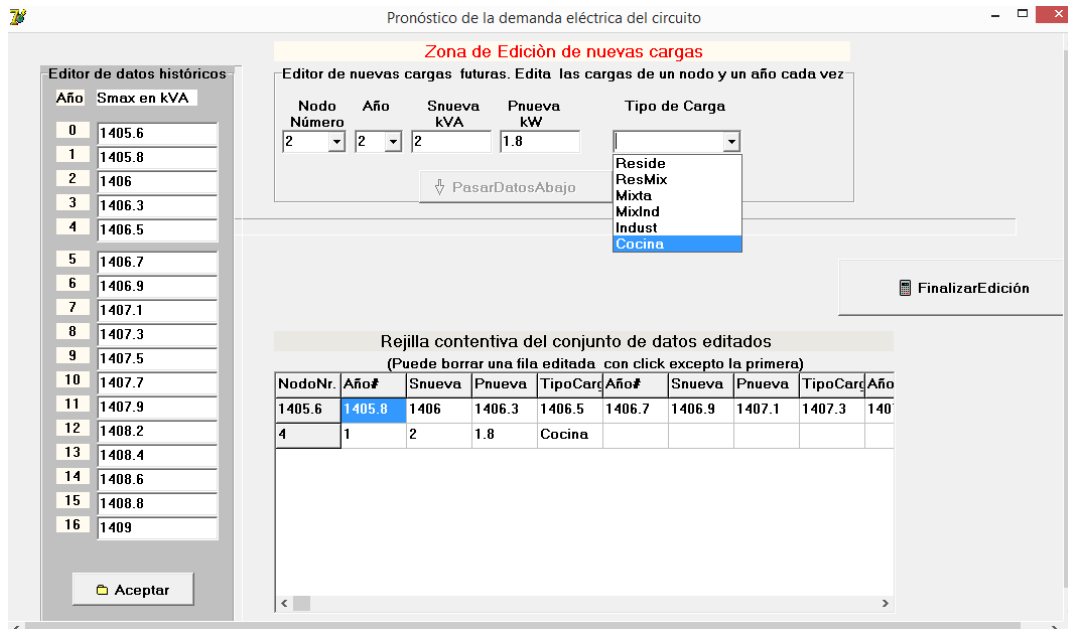 Pronóstico de la demanda eléctrica del circuito
Zona de Ediciòn de nuevas cargas
Editor de datos históricos
Año Smax en kVA
0 1405.6
1 1405.8
2 1406
3 1406.3
4 1406.5
5 1406.7
6 1406.9
7 1407.1
8 1407.3
9 1407.5
10 1407.7
11 1407.9
12 1408.2
13 1408.4
14 1408.6
15 1408.8
16 1409
Aceptar
Editor de nuevas cargas futuras. Edita las cargas de un nodo y un año cada vez
Nodo Número Año Snueva kVA Pnueva kW Tipo de Carga
2 2 2 1.8
Reside
ResMix
Mixta
MixInd
Indust
Cocina
PasarDatosAbajo
FinalizarEdición
Rejilla contentiva del conjunto de datos editados
(Puede borrar una fila editada con click excepto la primera)
NodoNr. Año# Snueva Pnueva TipoCarg Año# Snueva Pnueva TipoCarg Año
1405.6 1405.8 1406 1406.3 1406.5 1406.7 1406.9 1407.1 1407.3 140
4 1 2 1.8 Cocina